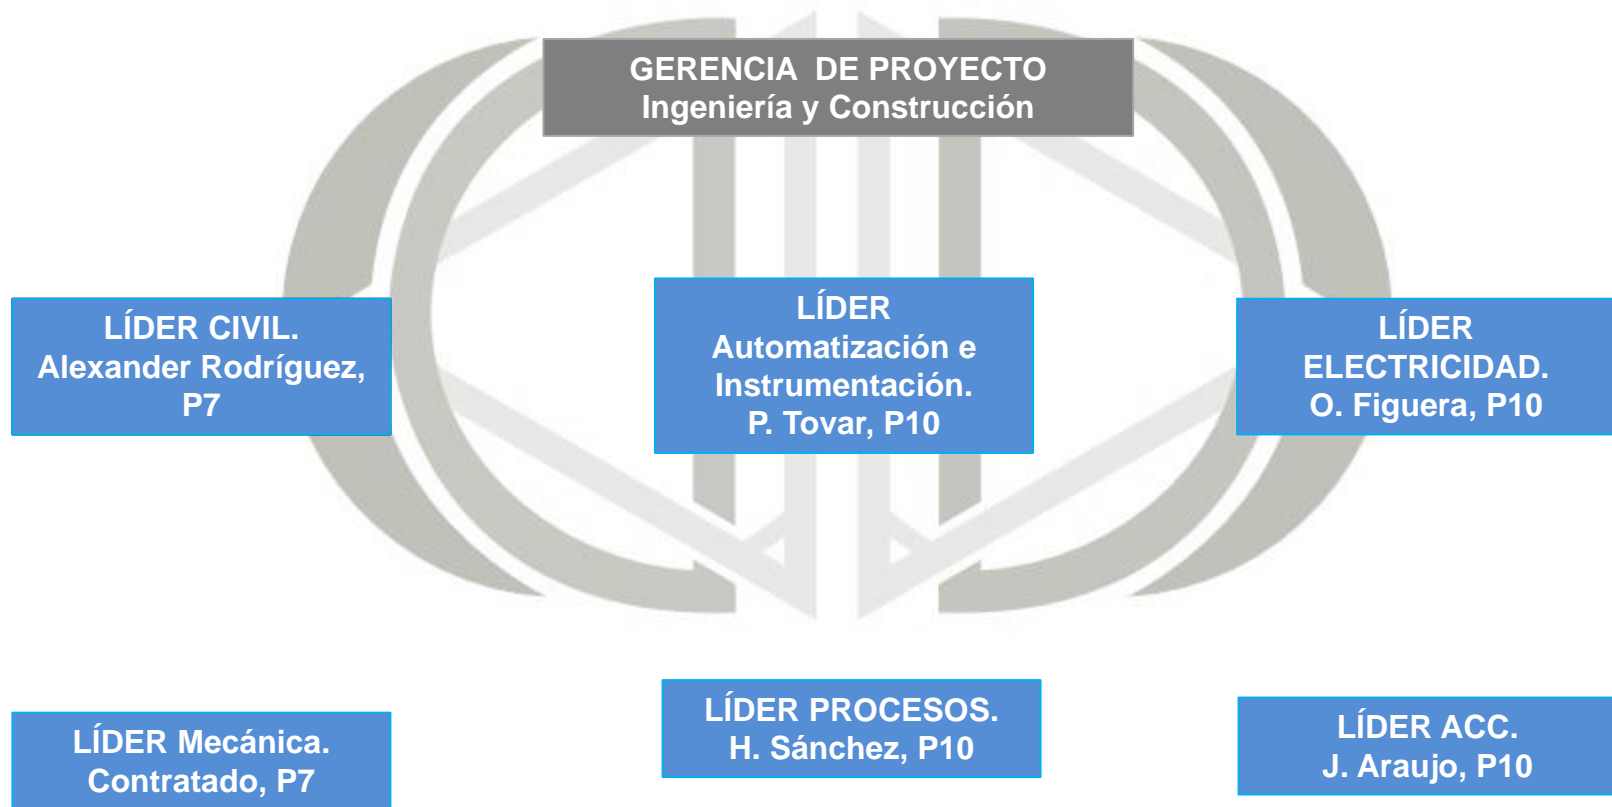 GERENCIA DE PROYECTO
Ingeniería y Construcción
LÍDER CIVIL.
Alexander Rodríguez,
P7
LÍDER
Automatización e
Instrumentación.
P. Tovar, P10
LÍDER
ELECTRICIDAD.
O. Figuera, P10
LÍDER Mecánica.
Contratado, P7
LÍDER PROCESOS.
H. Sánchez, P10
LÍDER ACC.
J. Araujo, P10